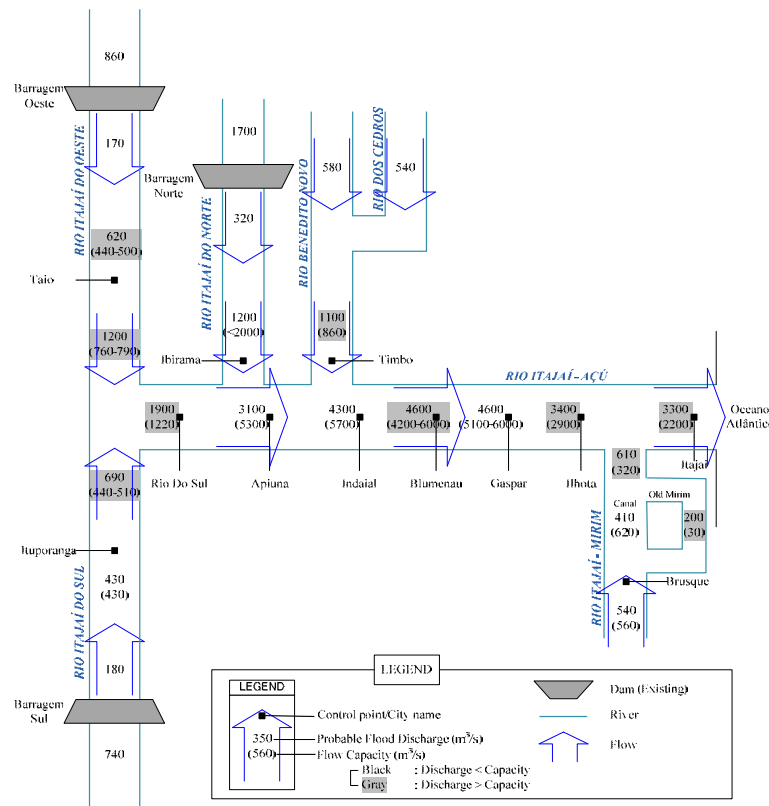 860
Barragem
Oeste
170
RIO ITAJAÍ DO OESTE
620
(440-500)
Taio
1200
(760-790)
1700
Barragem
Norte
320
RIO ITAJAÍ DO NORTE
1200
(<2000)
Ibirama
580
RIO BENEDITO NOVO
RIO DOS CEDROS
540
1100
(860)
Timbo
RIO ITAJAÍ - AÇÚ
1900
(1220)
3100
(5300)
4300
(5700)
4600
(4200-6000)
4600
(5100-6000)
3400
(2900)
3300
(2200)
Oceano
Atlântico
Rio Do Sul
Apiuna
Indaial
Blumenau
Gaspar
Ilhota
Itajai
690
(440-510)
Ituporanga
430
(430)
RIO ITAJAÍ DO SUL
180
Barragem
Sul
740
610
(320)
Canal
410
(620)
Old Mirim
200
(30)
RIO ITAJAÍ - MIRIM
Brusque
540
(560)
LEGEND
LEGEND
Control point/City name
350
Probable Flood Discharge (m³/s)
(560)
Flow Capacity (m³/s)
Black : Discharge < Capacity
Gray : Discharge > Capacity
Dam (Existing)
River
Flow